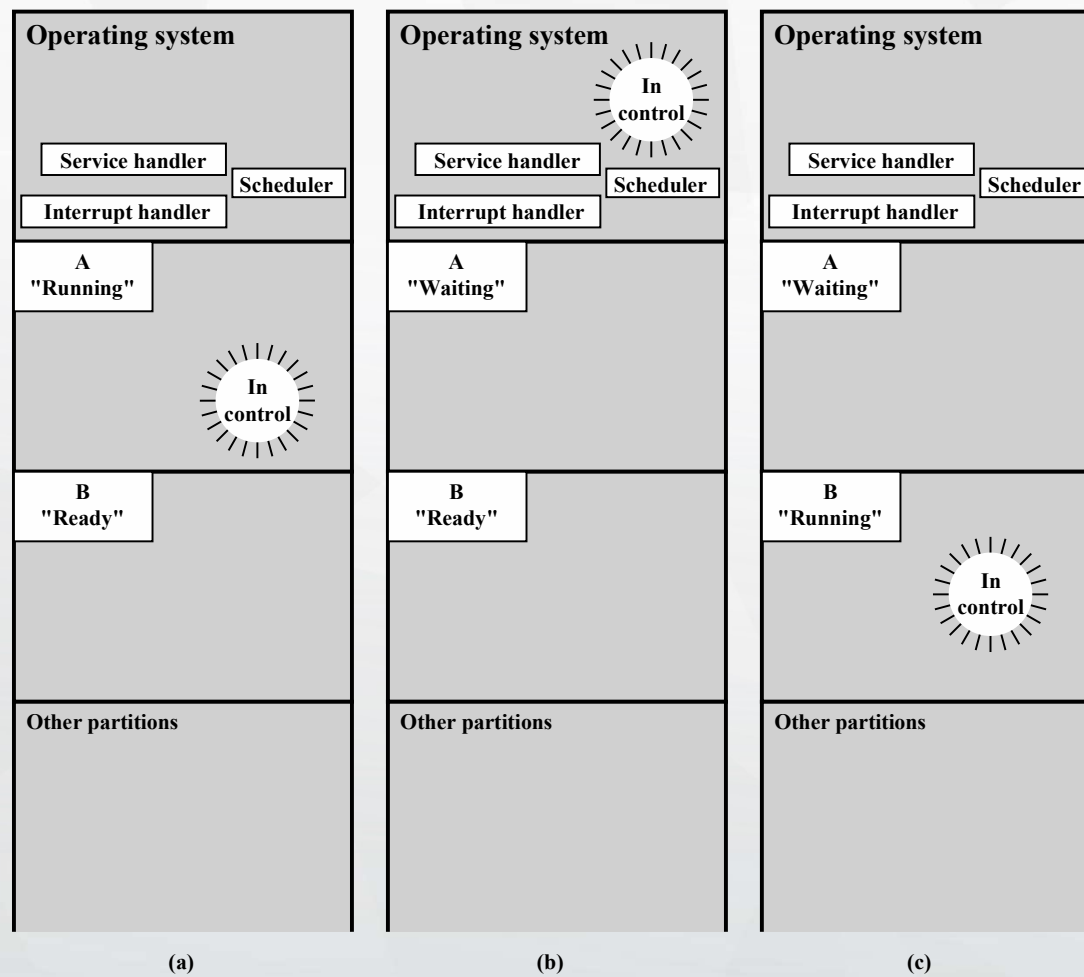 Operating system
In
control
Service handler
Scheduler
Interrupt handler
A
"Running"
In
control
B
"Ready"
Other partitions
(a)
Operating system
In
control
Service handler
Scheduler
Interrupt handler
A
"Waiting"
B
"Ready"
Other partitions
(b)
Operating system
Service handler
Scheduler
Interrupt handler
A
"Waiting"
B
"Running"
In
control
Other partitions
(c)